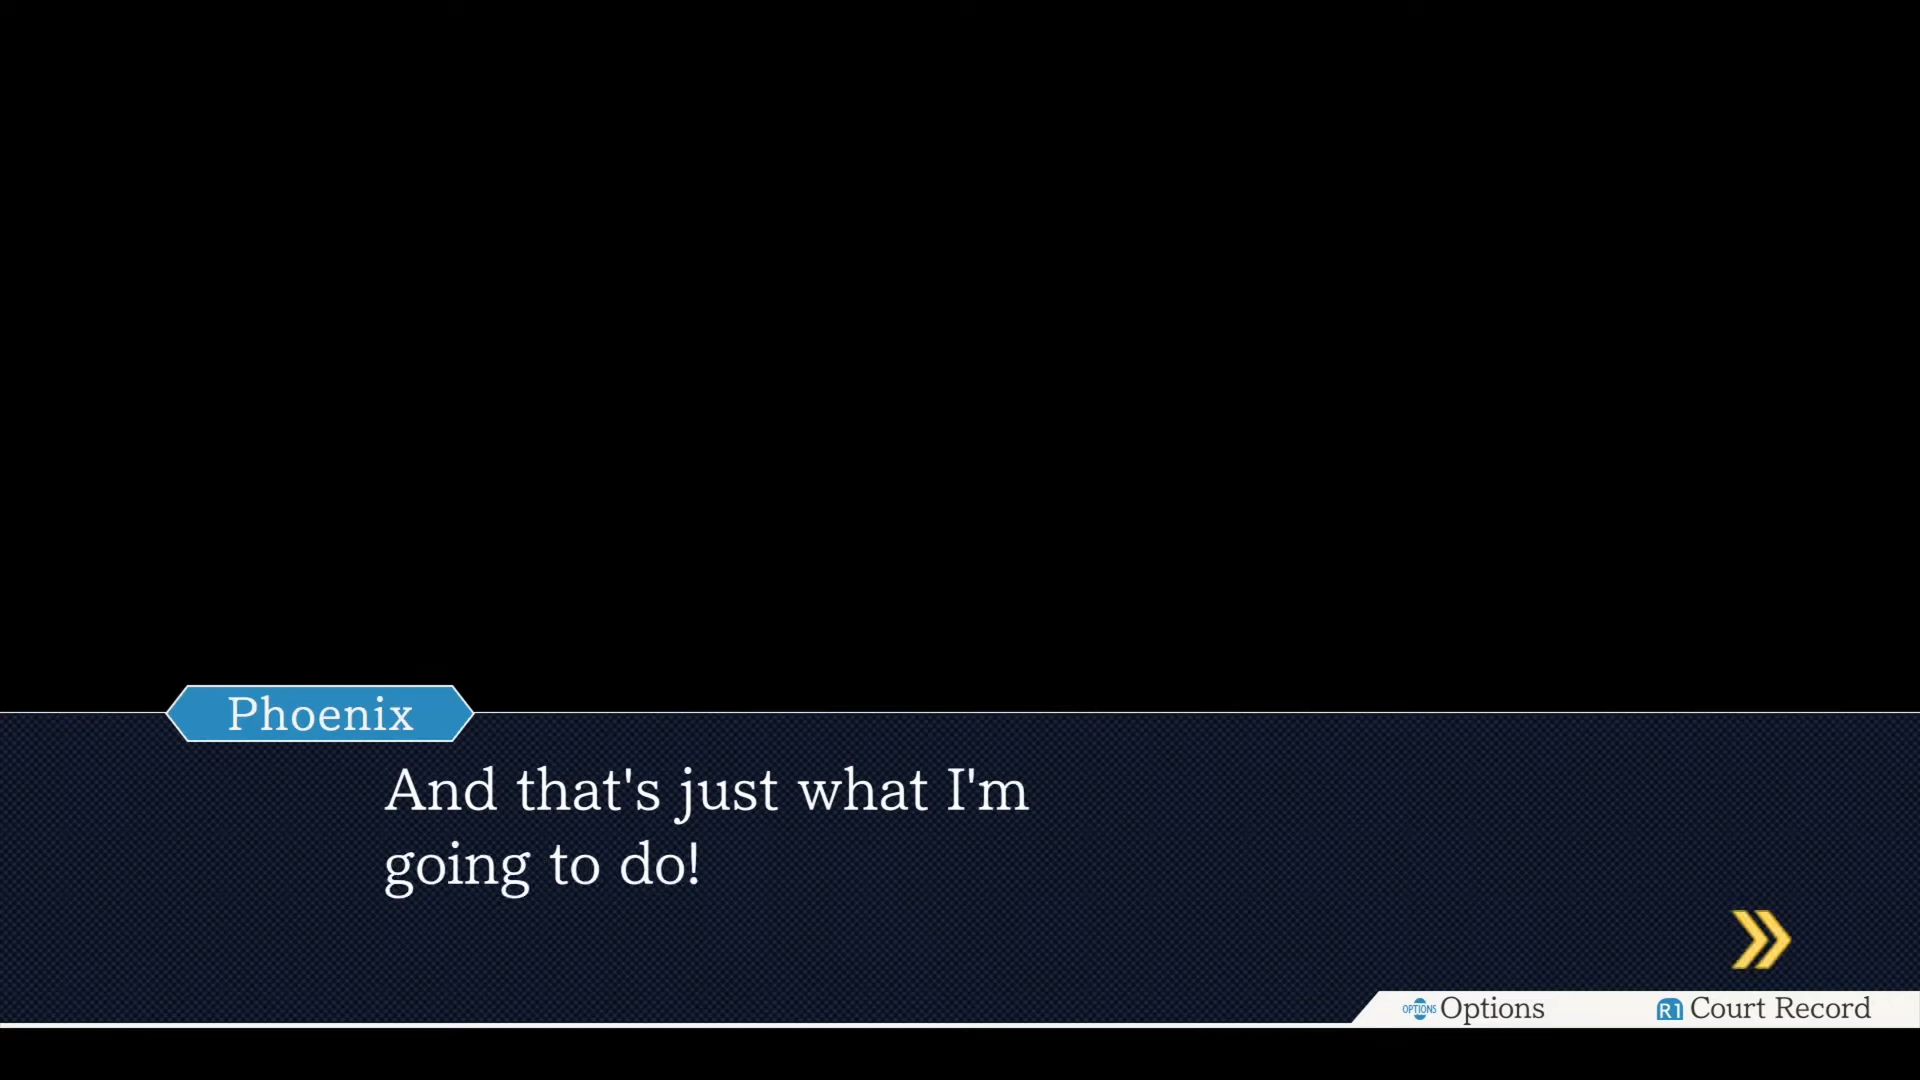 Phoenix
And that's just what I'm
going to do!
OPTIONS Options
R1 Court Record